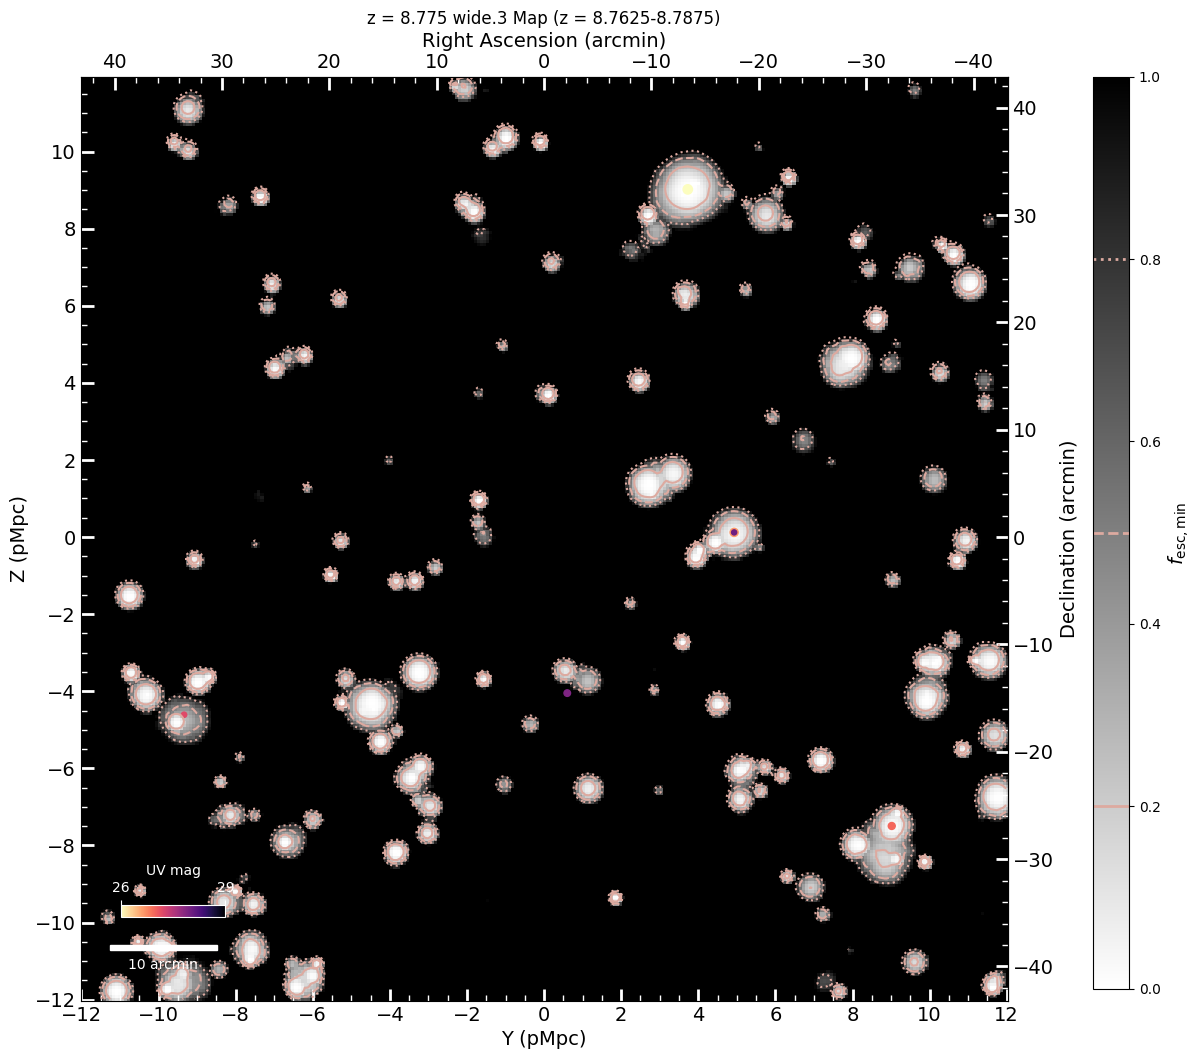 z = 8.775 wide.3 Map (z = 8.7625-8.7875)
Right Ascension (arcmin)
40 30 20 10 0 −10 −20 −30 −40
10
8
6
4
2
0
−2
−4
−6
−8
−10
−12
Z (pMpc)
−12 −10 −8 −6 −4 −2 0 2 4 6 8 10 12
Y (pMpc)
UV mag
26 29
10 arcmin
40
30
20
10
0
−10
−20
−30
−40
Declination (arcmin)
1.0
0.8
0.6
0.4
0.2
0.0
fesc,min